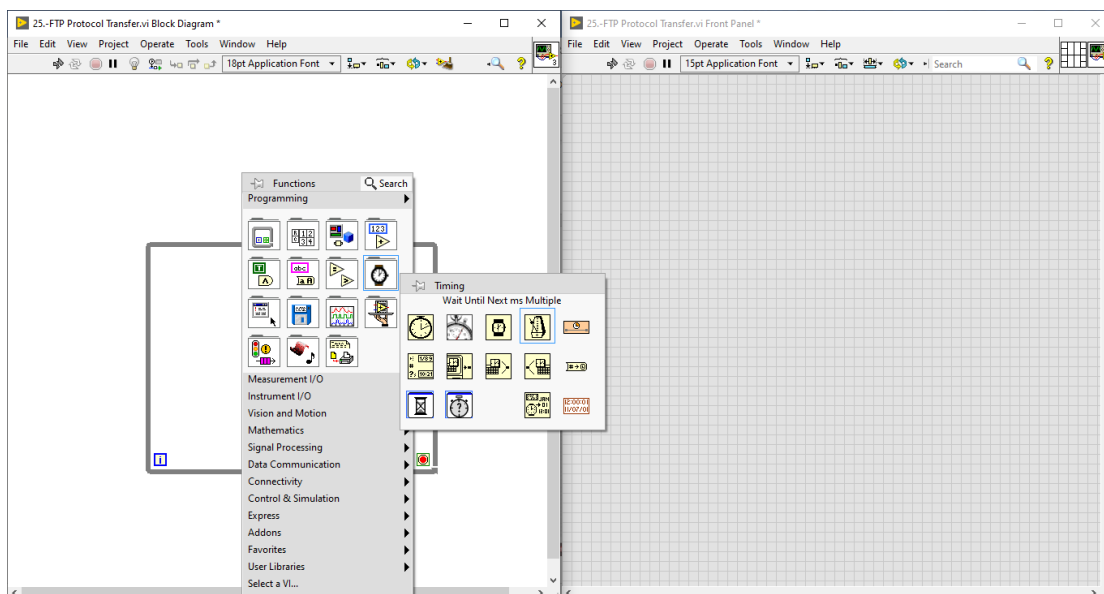 25.-FTP Protocol Transfer.vi Block Diagram *
File Edit View Project Operate Tools Window Help
18pt Application Font
3
25.-FTP Protocol Transfer.vi Front Panel *
File Edit View Project Operate Tools Window Help
15pt Application Font
Search
Functions
Search
Programming
Timing
Wait Until Next ms Multiple
Measurement I/O
Instrument I/O
Vision and Motion
Mathematics
Signal Processing
Data Communication
Connectivity
Control & Simulation
Express
Addons
Favorites
User Libraries
Select a VI...
i